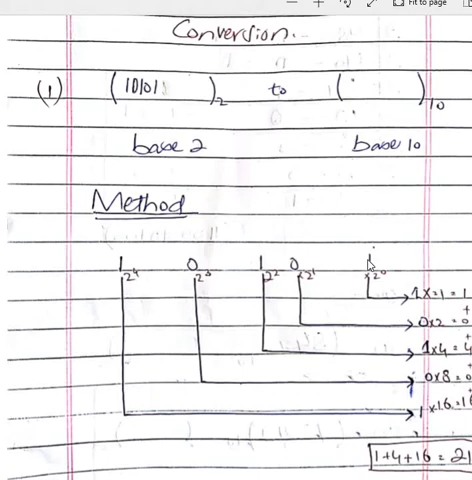 Fit to page
Conversion.
(1) (10101)₂ to ( )₁₀
base 2 base 10
Method
1 0 1 0 1
2⁴ 2³ 2² ×2¹ ×2⁰
1×1=1
+
0×2=0
+
1×4=4
+
0×8=0
+
1×16=16
1+4+16=21